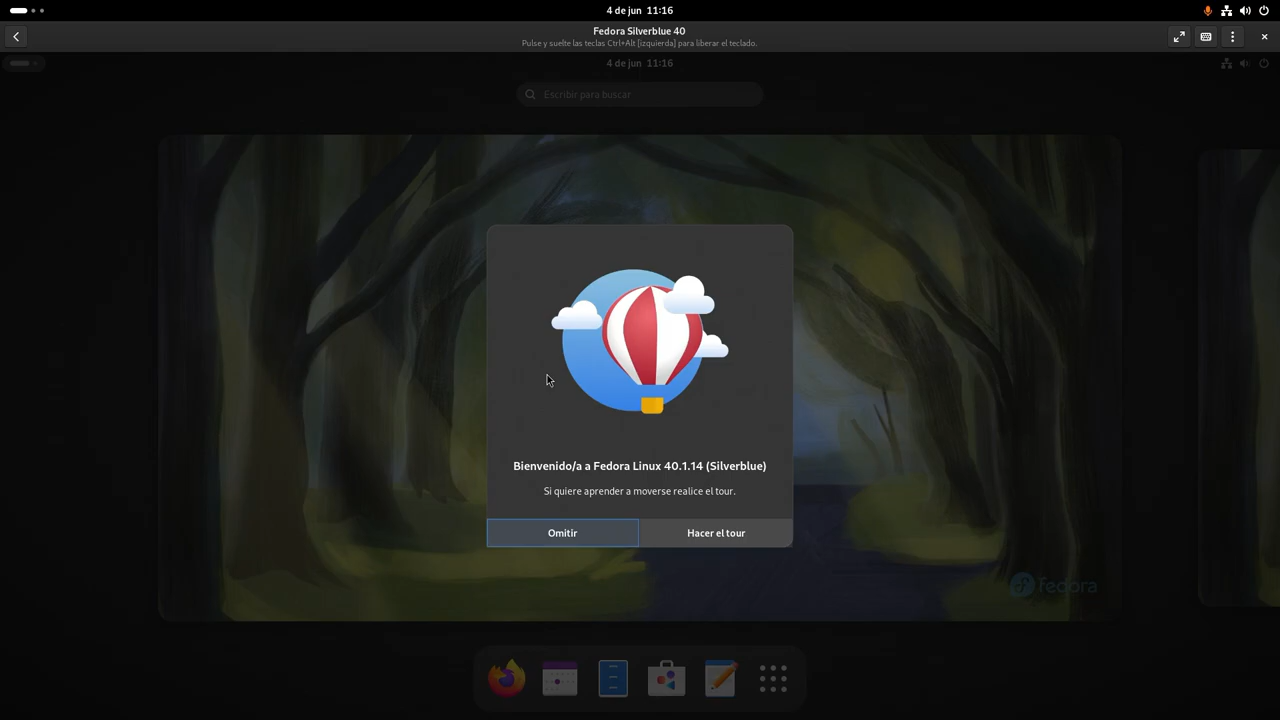 4 de jun 11:16
Fedora Silverblue 40
Pulse y suelte las teclas Ctrl+Alt [izquierda] para liberar el teclado.
4 de jun 11:16
Escribir para buscar
Bienvenido/a a Fedora Linux 40.1.14 (Silverblue)
Si quiere aprender a moverse realice el tour.
Omitir
Hacer el tour
fedora